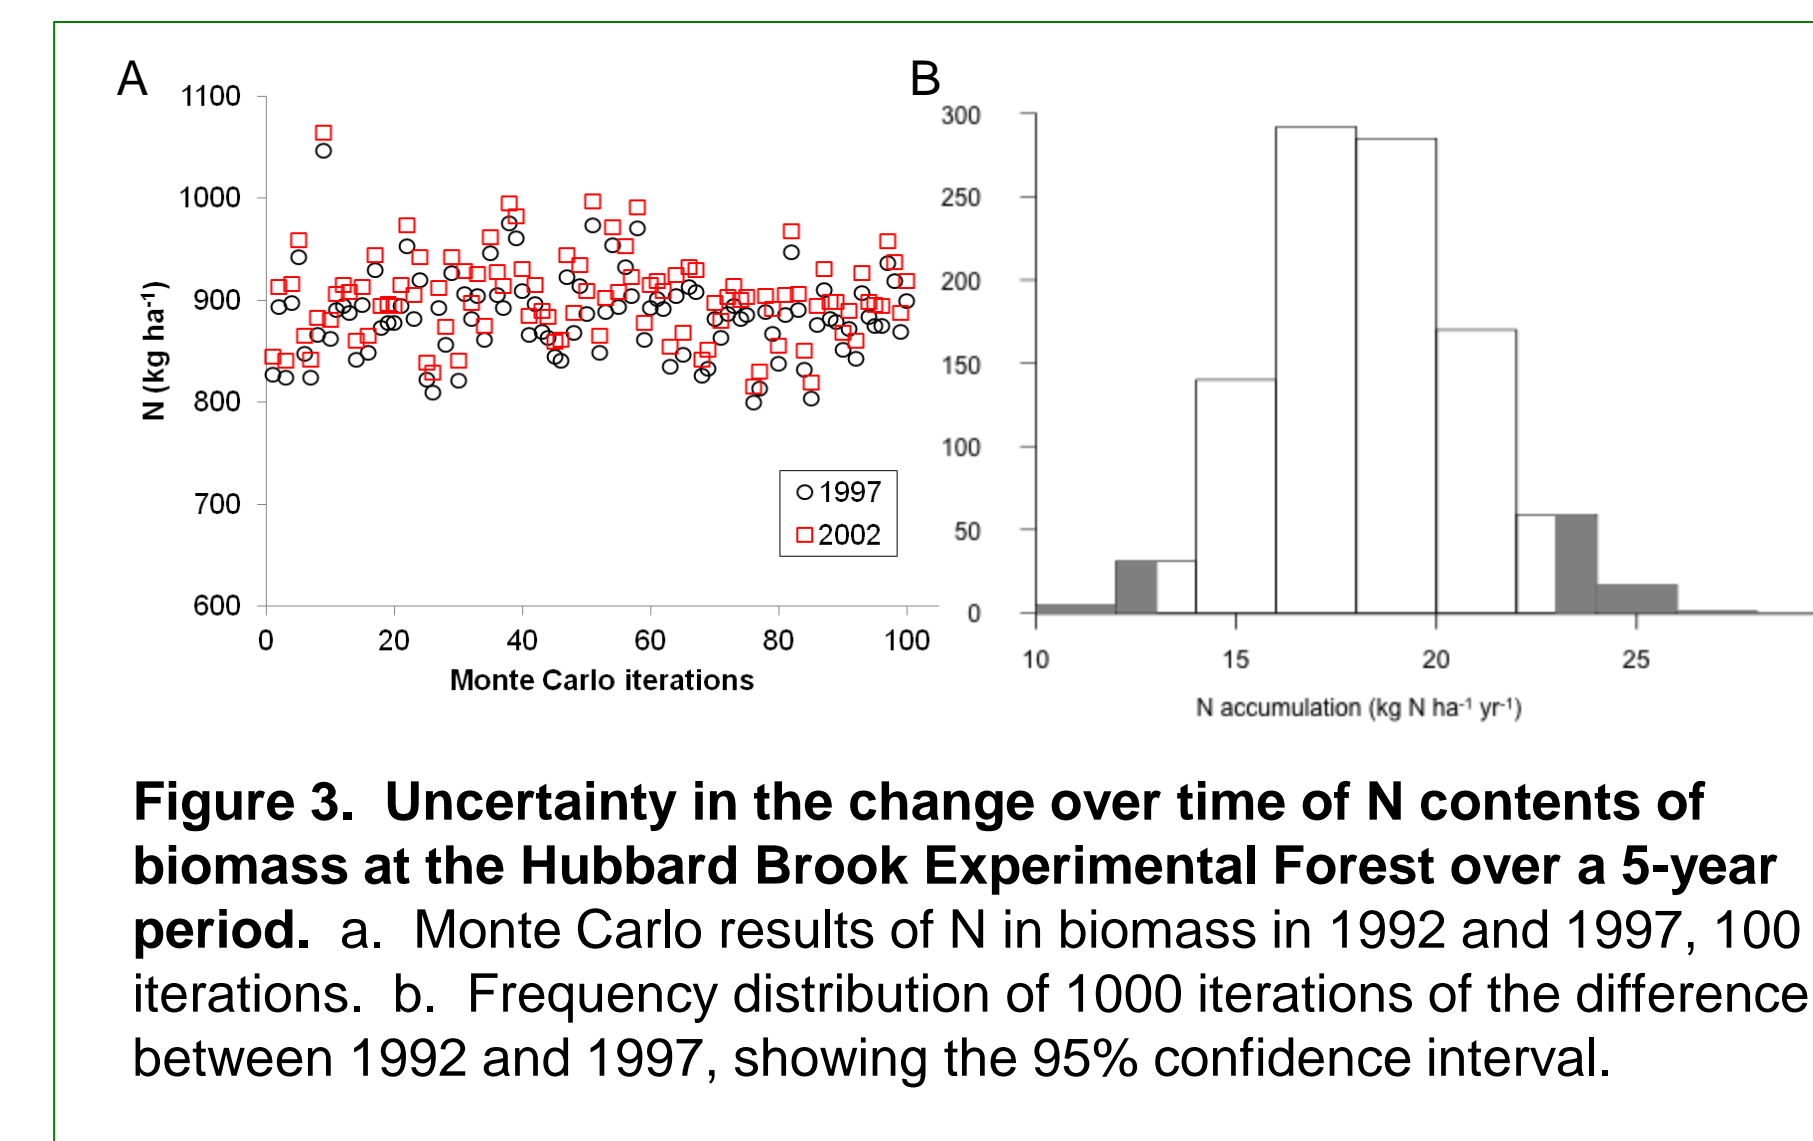 A
1100
1000
900
800
700
600
N (kg ha-1)
0 20 40 60 80 100
Monte Carlo iterations
1997
2002
B
300
250
200
150
100
50
0
10 15 20 25
N accumulation (kg N ha-1 yr-1)
Figure 3. Uncertainty in the change over time of N contents of
biomass at the Hubbard Brook Experimental Forest over a 5-year
period. a. Monte Carlo results of N in biomass in 1992 and 1997, 100
iterations. b. Frequency distribution of 1000 iterations of the difference
between 1992 and 1997, showing the 95% confidence interval.